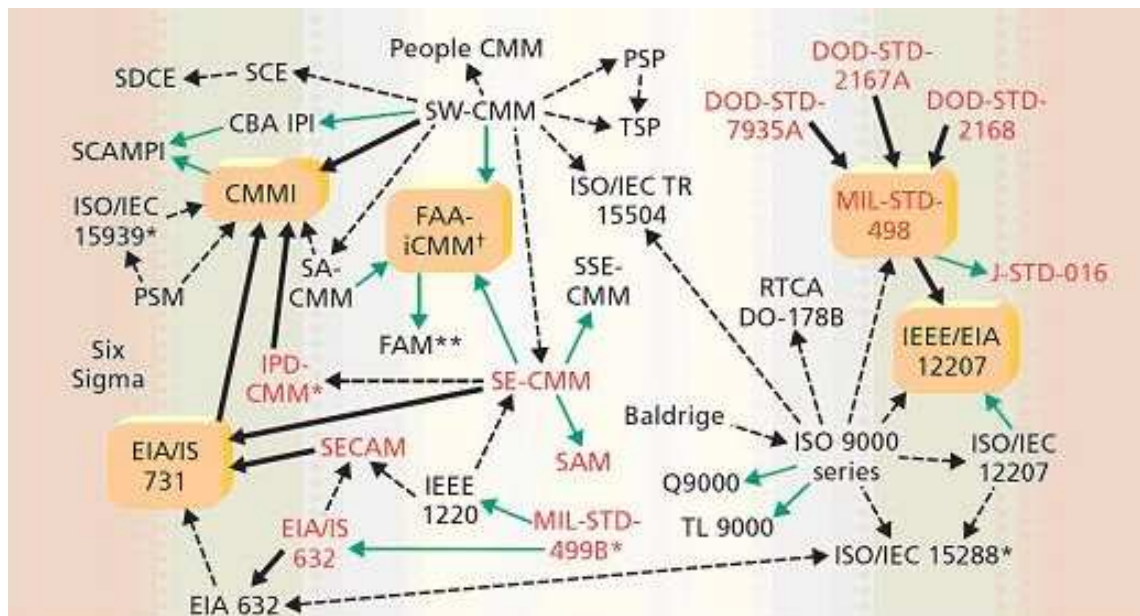 People CMM
SDCE
SCE
PSP
DOD-STD-
2167A
DOD-STD-
7935A
DOD-STD-
2168
SW-CMM
CBA IPI
TSP
SCAMPI
CMMI
ISO/IEC
15939*
FAA-
iCMM†
ISO/IEC TR
15504
MIL-STD-
498
PSM
SA-
CMM
SSE-
CMM
J-STD-016
RTCA
DO-178B
FAM**
IEEE/EIA
12207
Six
Sigma
IPD-
CMM*
SE-CMM
Baldrige
EIA/IS
731
SECAM
SAM
ISO 9000
series
ISO/IEC
12207
IEEE
1220
Q9000
TL 9000
EIA/IS
632
MIL-STD-
499B*
ISO/IEC 15288*
EIA 632